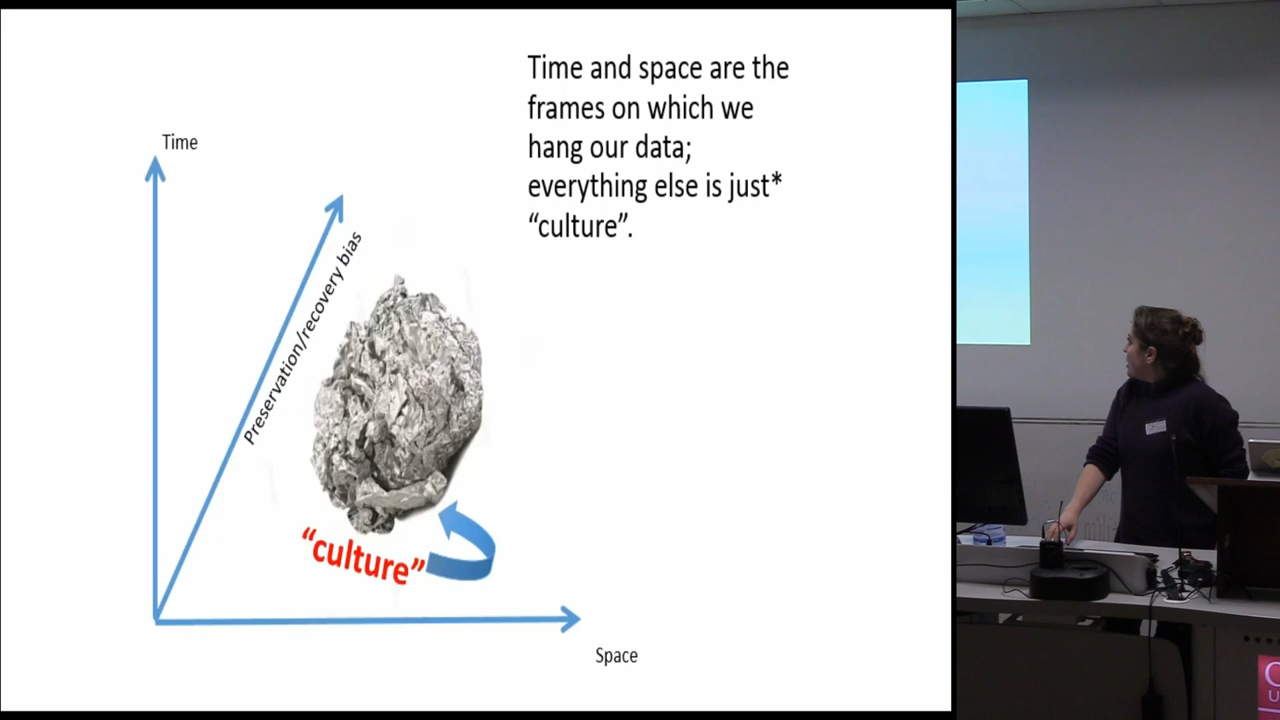 Time and space are the
frames on which we
hang our data;
everything else is just*
“culture”.
Time
Preservation/recovery bias
“culture”
Space